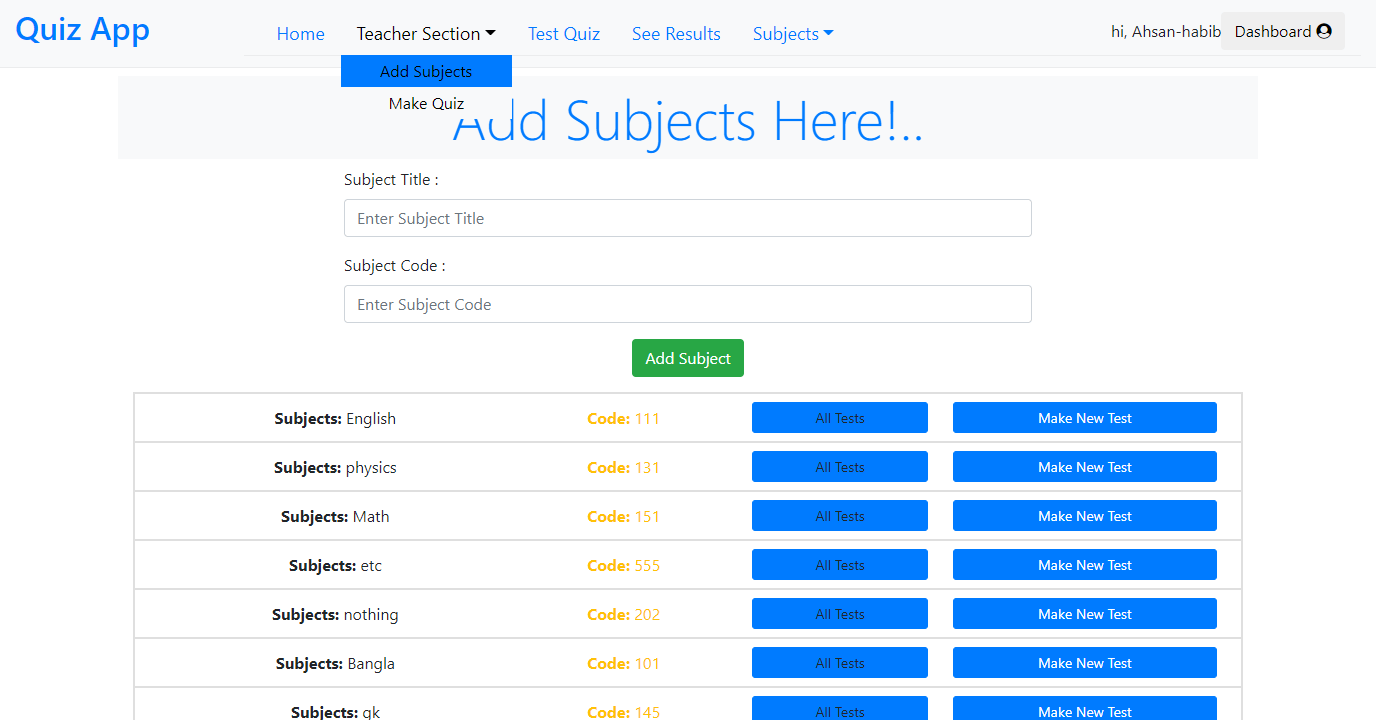 Quiz App
Home Teacher Section Test Quiz See Results Subjects
hi, Ahsan-habib Dashboard
Add Subjects
Make Quiz
Add Subjects Here!..
Subject Title :
Enter Subject Title
Subject Code :
Enter Subject Code
Add Subject
Subjects: English Code: 111 All Tests Make New Test
Subjects: physics Code: 131 All Tests Make New Test
Subjects: Math Code: 151 All Tests Make New Test
Subjects: etc Code: 555 All Tests Make New Test
Subjects: nothing Code: 202 All Tests Make New Test
Subjects: Bangla Code: 101 All Tests Make New Test
Subjects: gk Code: 145 All Tests Make New Test